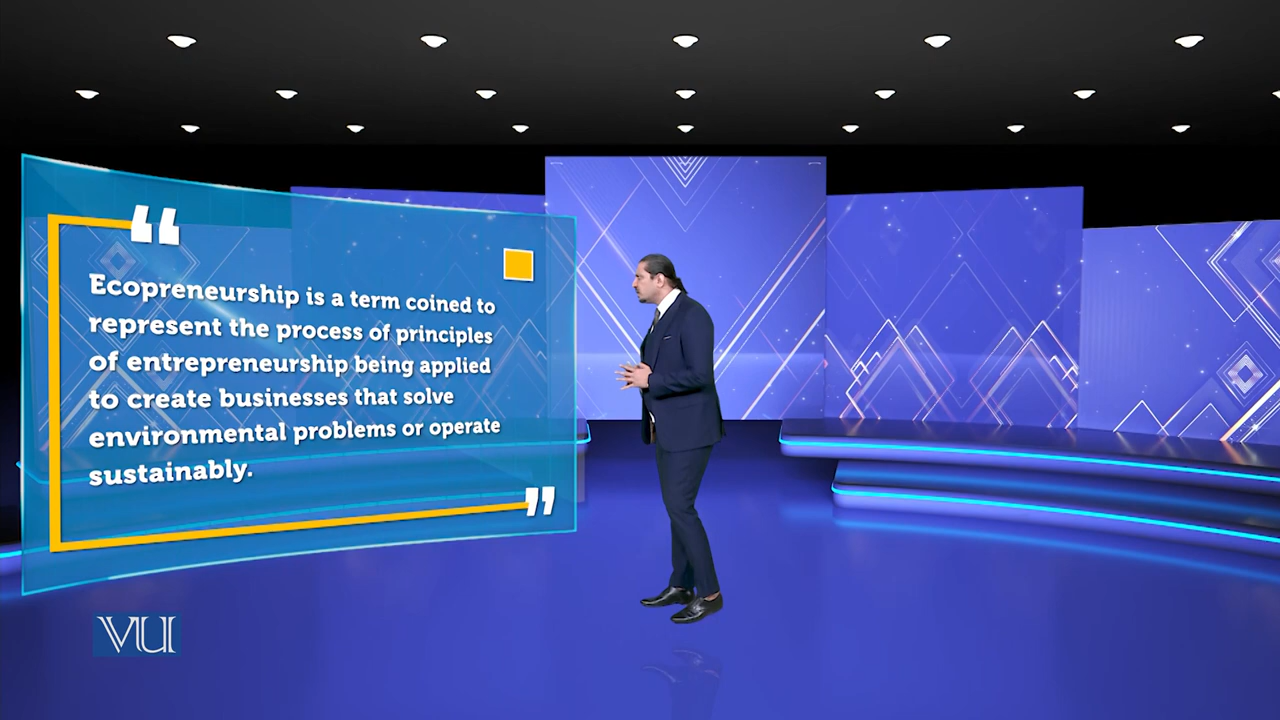 “
Ecopreneurship is a term coined to
represent the process of principles
of entrepreneurship being applied
to create businesses that solve
environmental problems or operate
sustainably.
”
VU